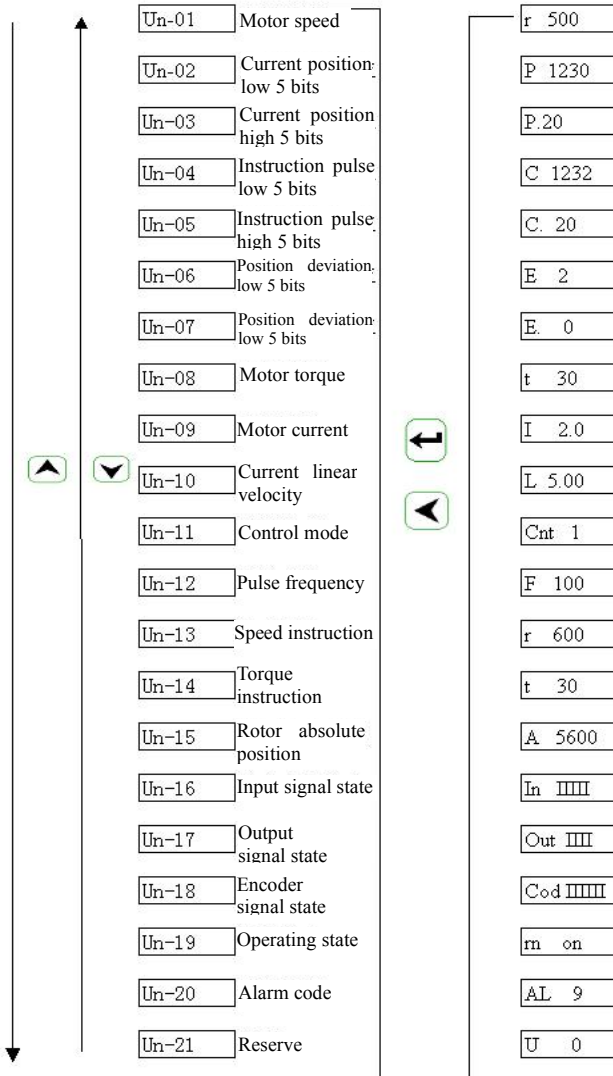 Un-01 Motor speed r 500
Un-02 Current position P 1230
low 5 bits
Un-03 Current position P.20
high 5 bits
Un-04 Instruction pulse C 1232
low 5 bits
Un-05 Instruction pulse C. 20
high 5 bits
Un-06 Position deviation E 2
low 5 bits
Un-07 Position deviation E. 0
low 5 bits
Un-08 Motor torque t 30
Un-09 Motor current I 2.0
Un-10 Current linear L 5.00
velocity
Un-11 Control mode Cnt 1
Un-12 Pulse frequency F 100
Un-13 Speed instruction r 600
Un-14 Torque t 30
instruction
Un-15 Rotor absolute A 5600
position
Un-16 Input signal state In IIIII
Un-17 Output Out IIII
signal state
Un-18 Encoder Cod IIIIII
signal state
Un-19 Operating state rn on
Un-20 Alarm code AL 9
Un-21 Reserve U 0